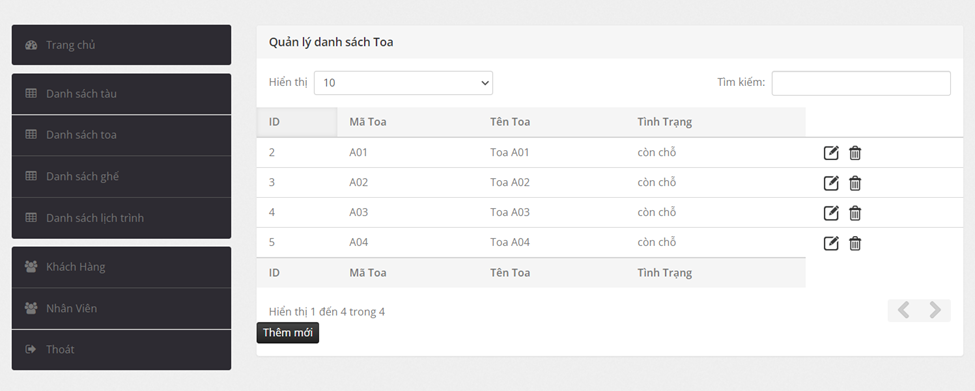 Trang chủ
Danh sách tàu
Danh sách toa
Danh sách ghế
Danh sách lịch trình
Khách Hàng
Nhân Viên
Thoát
Quản lý danh sách Toa
Hiển thị 10 Tìm kiếm:
ID Mã Toa Tên Toa Tình Trạng
2 A01 Toa A01 còn chỗ
3 A02 Toa A02 còn chỗ
4 A03 Toa A03 còn chỗ
5 A04 Toa A04 còn chỗ
ID Mã Toa Tên Toa Tình Trạng
Hiển thị 1 đến 4 trong 4
Thêm mới